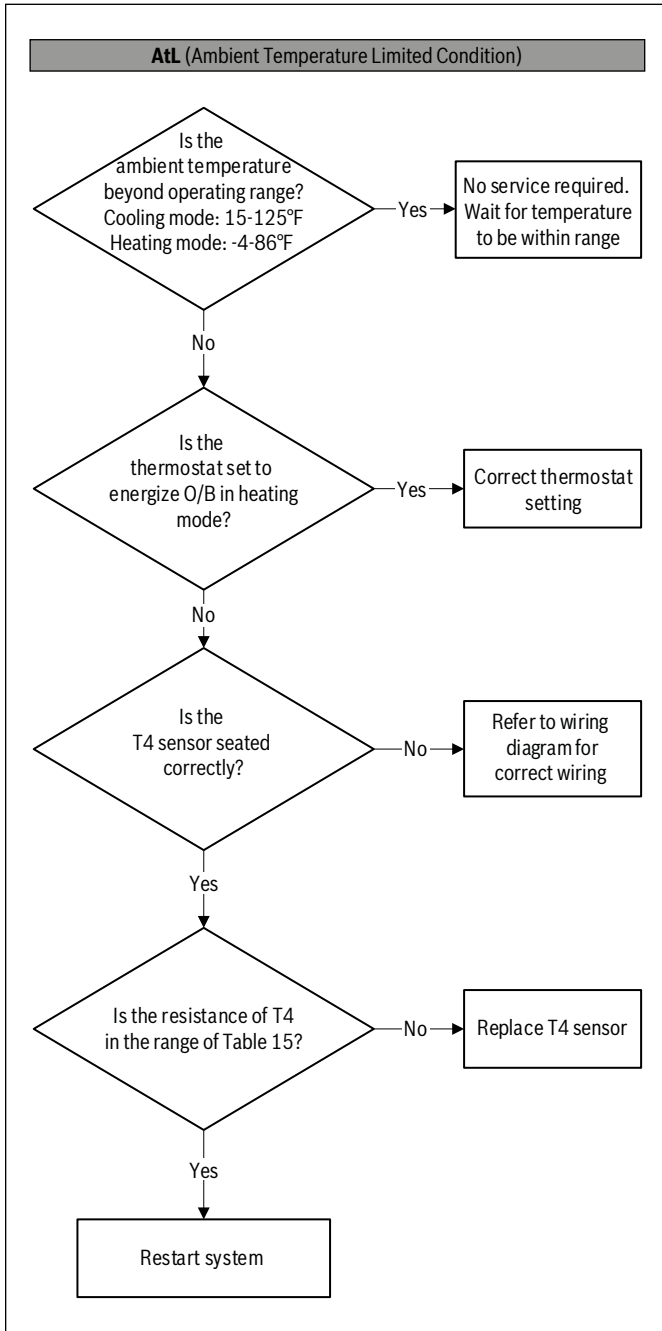 AtL (Ambient Temperature Limited Condition)
Is the
ambient temperature
beyond operating range?
Cooling mode: 15-125°F
Heating mode: -4-86°F
Yes
No service required.
Wait for temperature
to be within range
No
Is the
thermostat set to
energize O/B in heating
mode?
Yes
Correct thermostat
setting
No
Is the
T4 sensor seated
correctly?
No
Refer to wiring
diagram for
correct wiring
Yes
Is the resistance of T4
in the range of Table 15?
No
Replace T4 sensor
Yes
Restart system